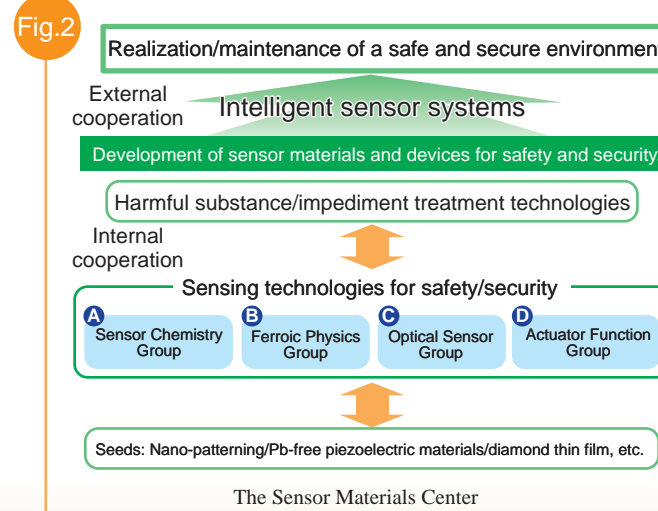 Fig.2
Realization/maintenance of a safe and secure environmen
External
cooperation
Intelligent sensor systems
Development of sensor materials and devices for safety and security
Harmful substance/impediment treatment technologies
Internal
cooperation
Sensing technologies for safety/security
A
Sensor Chemistry
Group
B
Ferroic Physics
Group
C
Optical Sensor
Group
D
Actuator Function
Group
Seeds: Nano-patterning/Pb-free piezoelectric materials/diamond thin film, etc.
The Sensor Materials Center